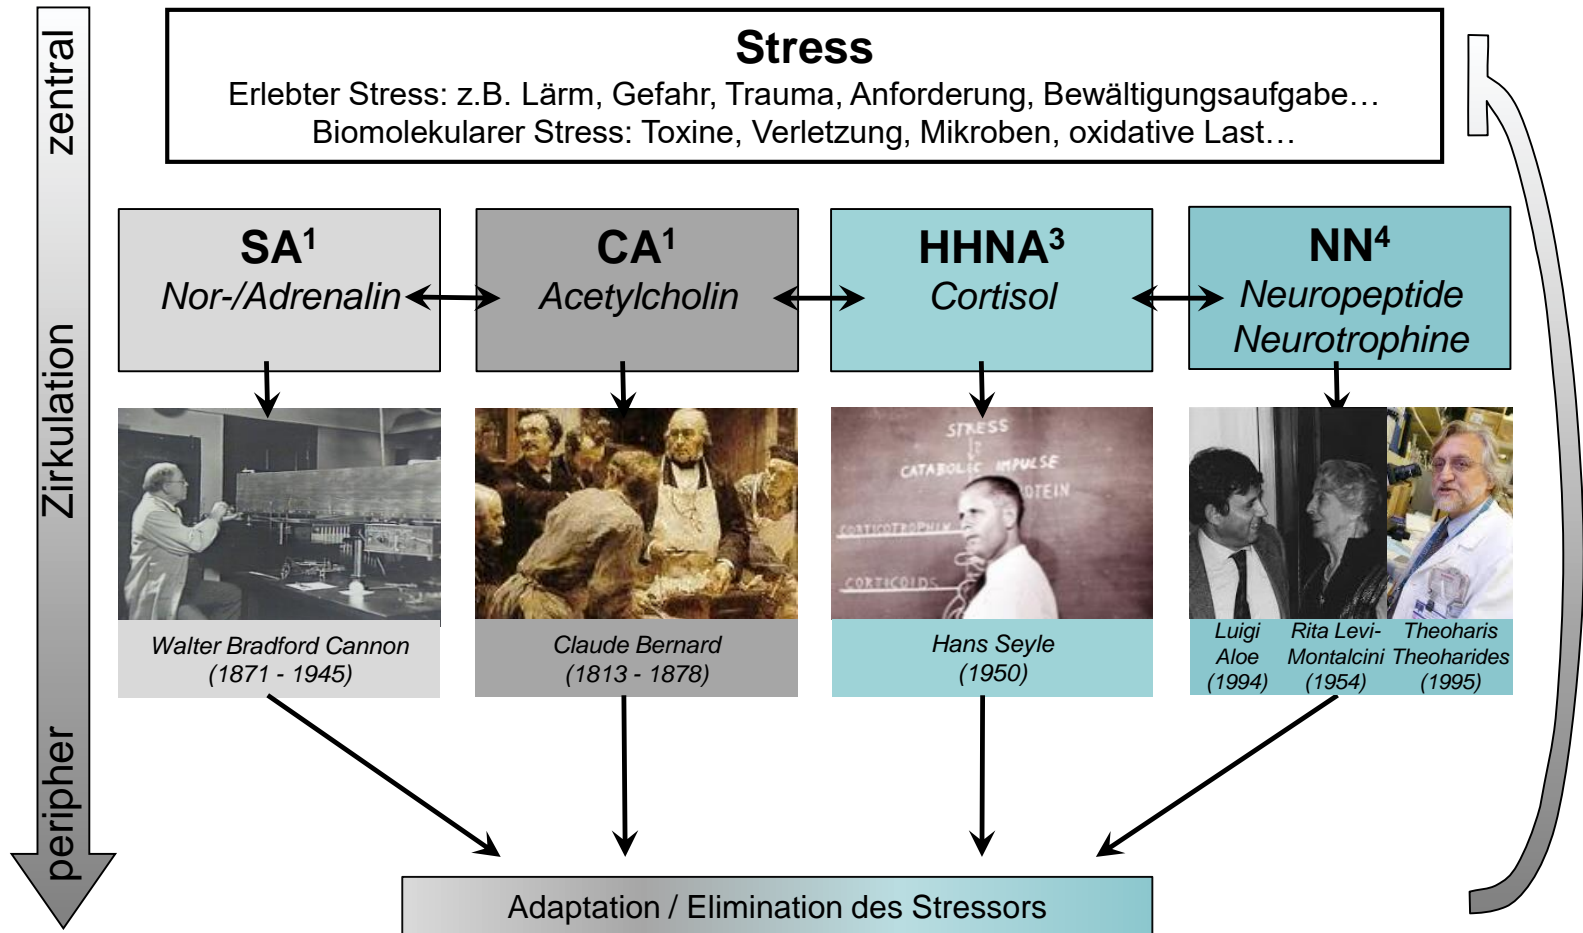 zentral
Zirkulation
peripher
Stress
Erlebter Stress: z.B. Lärm, Gefahr, Trauma, Anforderung, Bewältigungsaufgabe…
Biomolekularer Stress: Toxine, Verletzung, Mikroben, oxidative Last…
SA¹
Nor-/Adrenalin
CA¹
Acetylcholin
HHNA³
Cortisol
NN⁴
Neuropeptide
Neurotrophine
STRESS
CATABOLIC IMPULSE
PROTEIN
CORTICOTROPHIN
CORTICOIDS
Walter Bradford Cannon
(1871 - 1945)
Claude Bernard
(1813 - 1878)
Hans Seyle
(1950)
Luigi
Aloe
(1994)
Rita Levi-
Montalcini
(1954)
Theoharis
Theoharides
(1995)
Adaptation / Elimination des Stressors